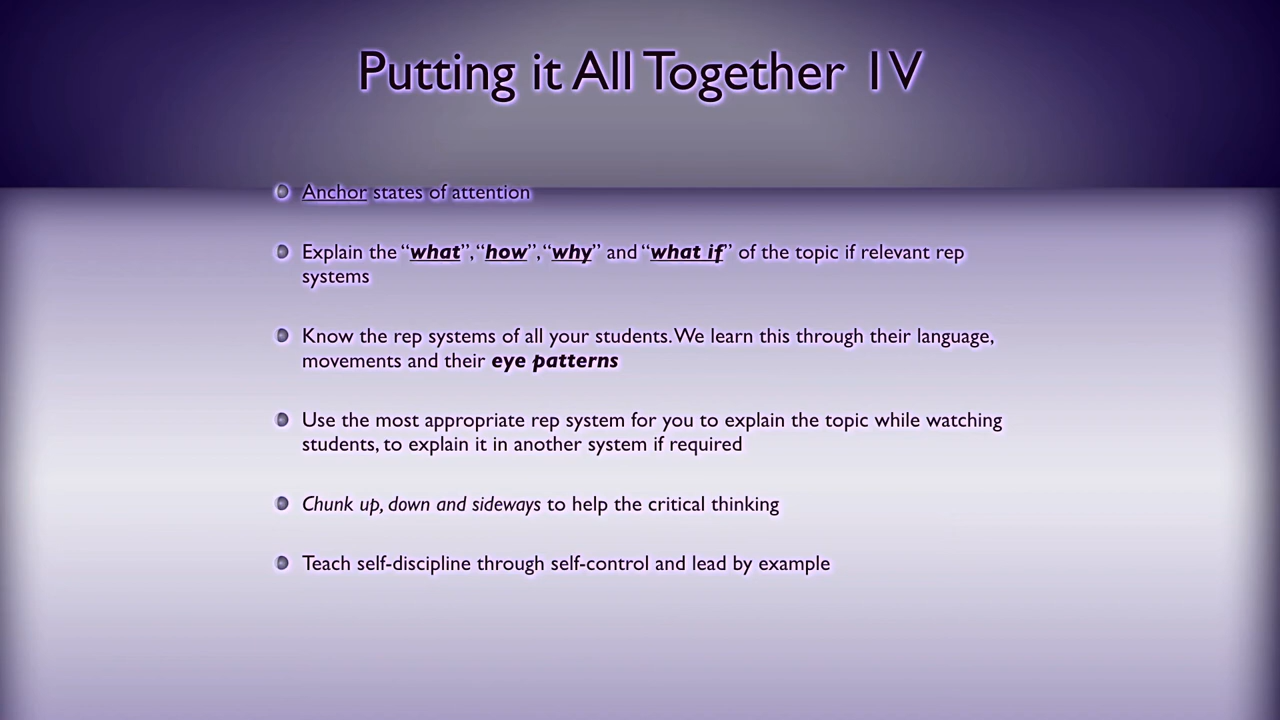 Putting it All Together 1V
Anchor states of attention
Explain the “what”, “how”, “why” and “what if” of the topic if relevant rep
systems
Know the rep systems of all your students. We learn this through their language,
movements and their eye patterns
Use the most appropriate rep system for you to explain the topic while watching
students, to explain it in another system if required
Chunk up, down and sideways to help the critical thinking
Teach self-discipline through self-control and lead by example